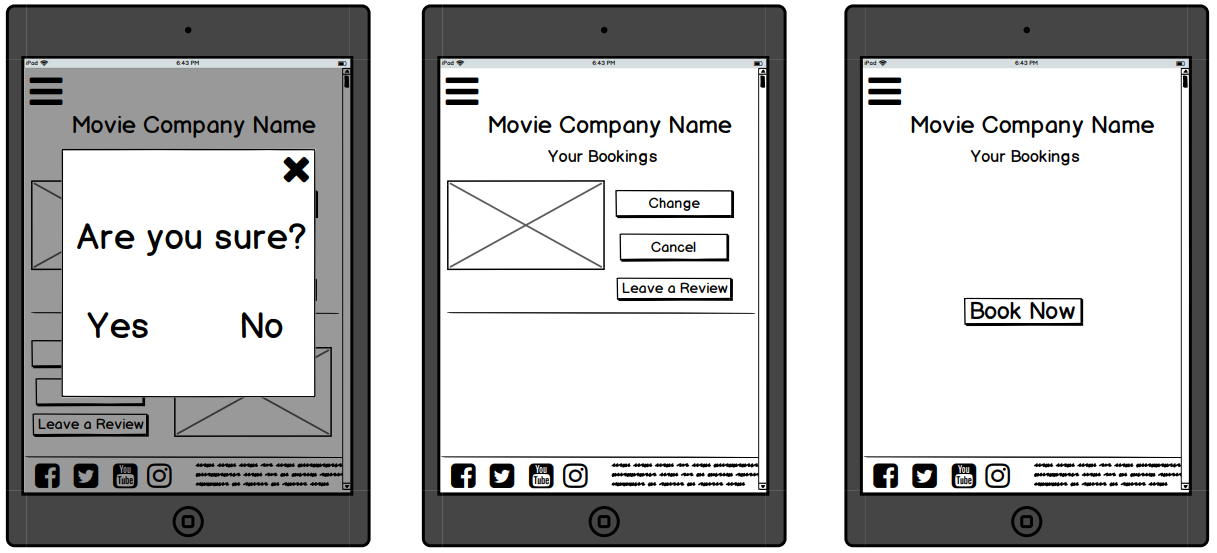 iPad
6:43 PM
Movie Company Name
Are you sure?
Yes No
Leave a Review
You
Tube
iPad
6:43 PM
Movie Company Name
Your Bookings
Change
Cancel
Leave a Review
You
Tube
iPad
6:43 PM
Movie Company Name
Your Bookings
Book Now
You
Tube